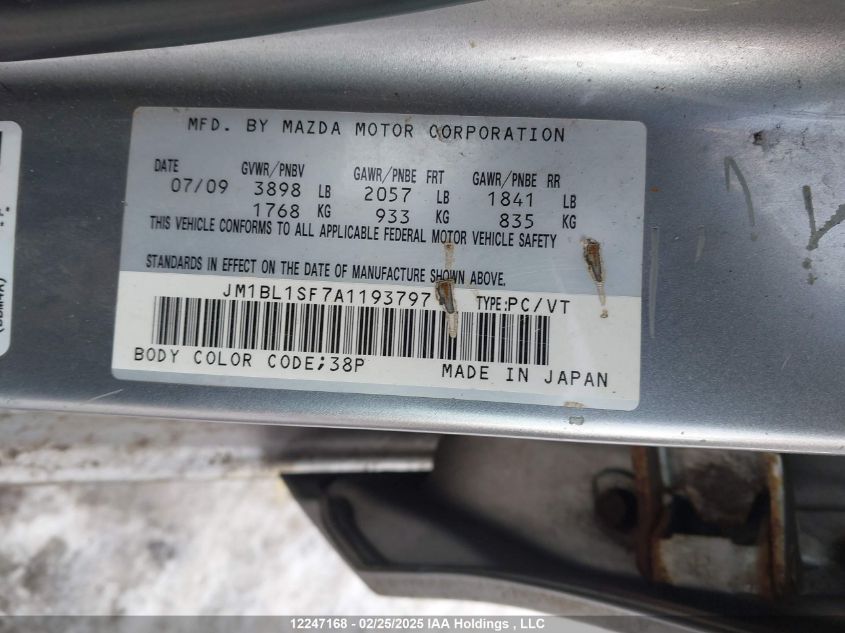 MFD. BY MAZDA MOTOR CORPORATION
DATE GVWR/PNBV GAWR/PNBE FRT GAWR/PNBE RR
07/09 3898 LB 2057 LB 1841 LB
1768 KG 933 KG 835 KG
THIS VEHICLE CONFORMS TO ALL APPLICABLE FEDERAL MOTOR VEHICLE SAFETY
STANDARDS IN EFFECT ON THE DATE OF MANUFACTURE SHOWN ABOVE.
JM1BL1SF7A1193797 TYPE:PC/VT
BODY COLOR CODE;38P MADE IN JAPAN
12247168 - 02/25/2025 IAA Holdings , LLC